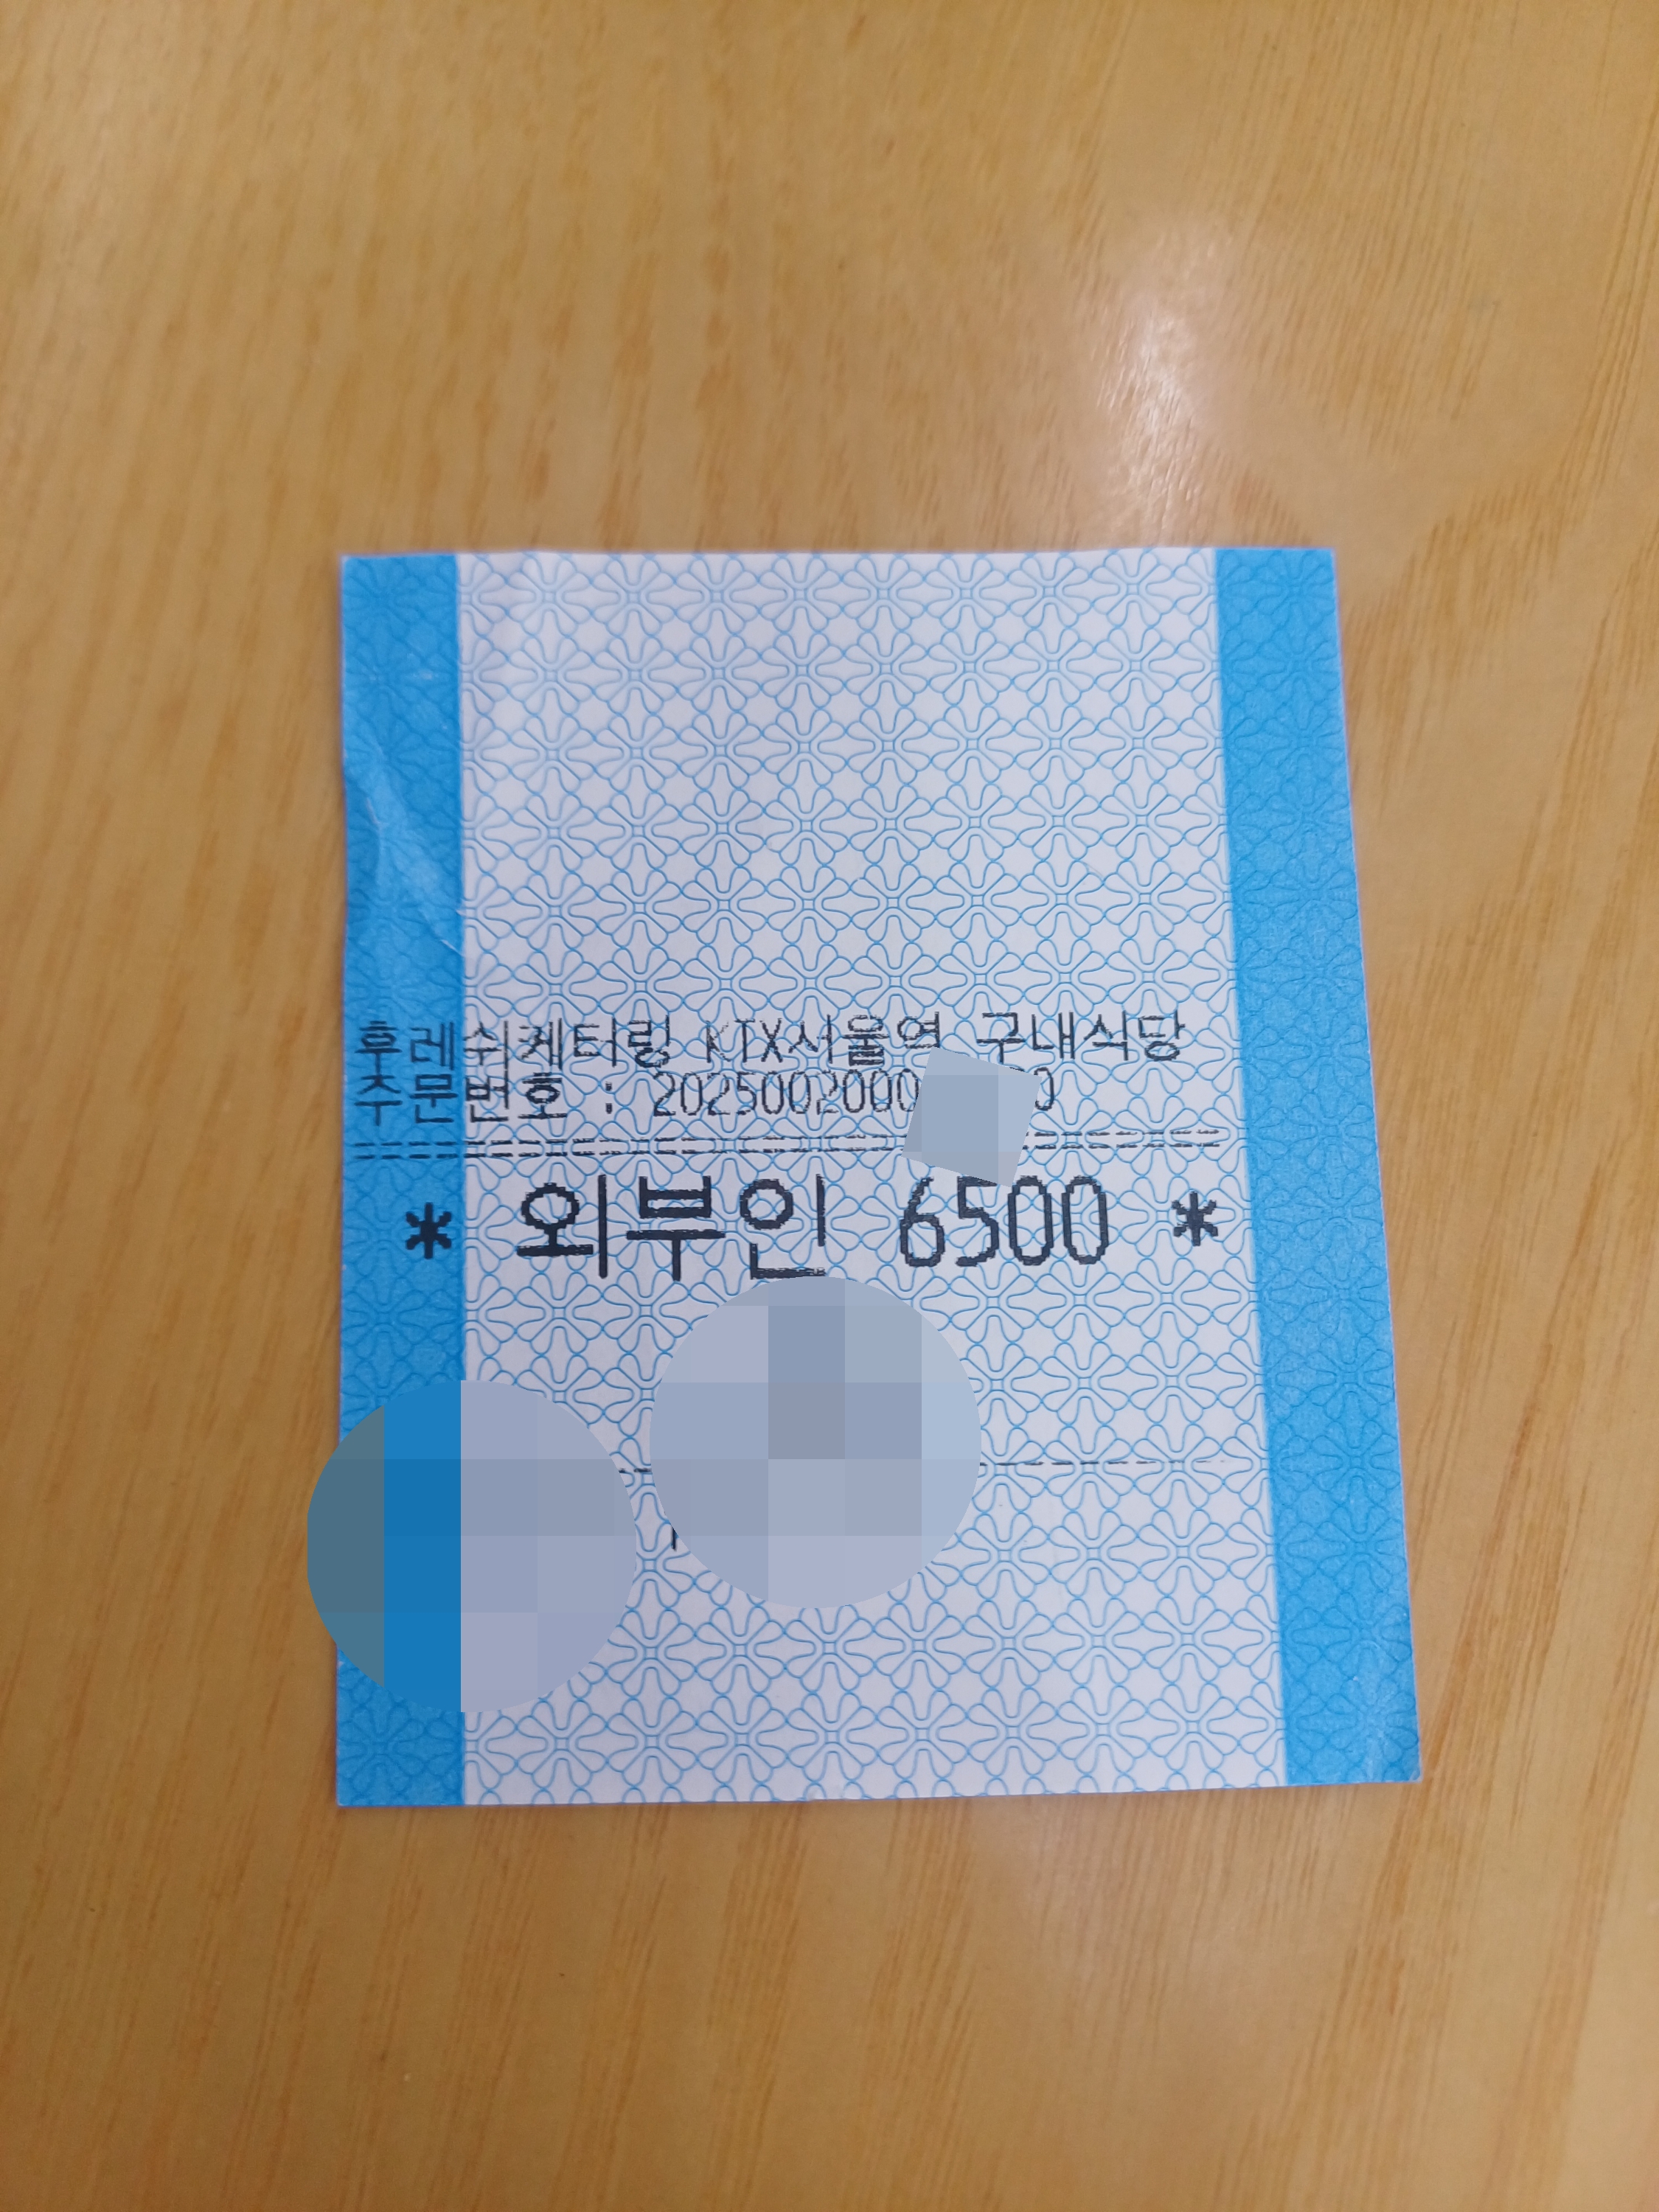 후레쉬케터링 KTX서울역 구내식당
주문번호 :
* 외부인 6500 *